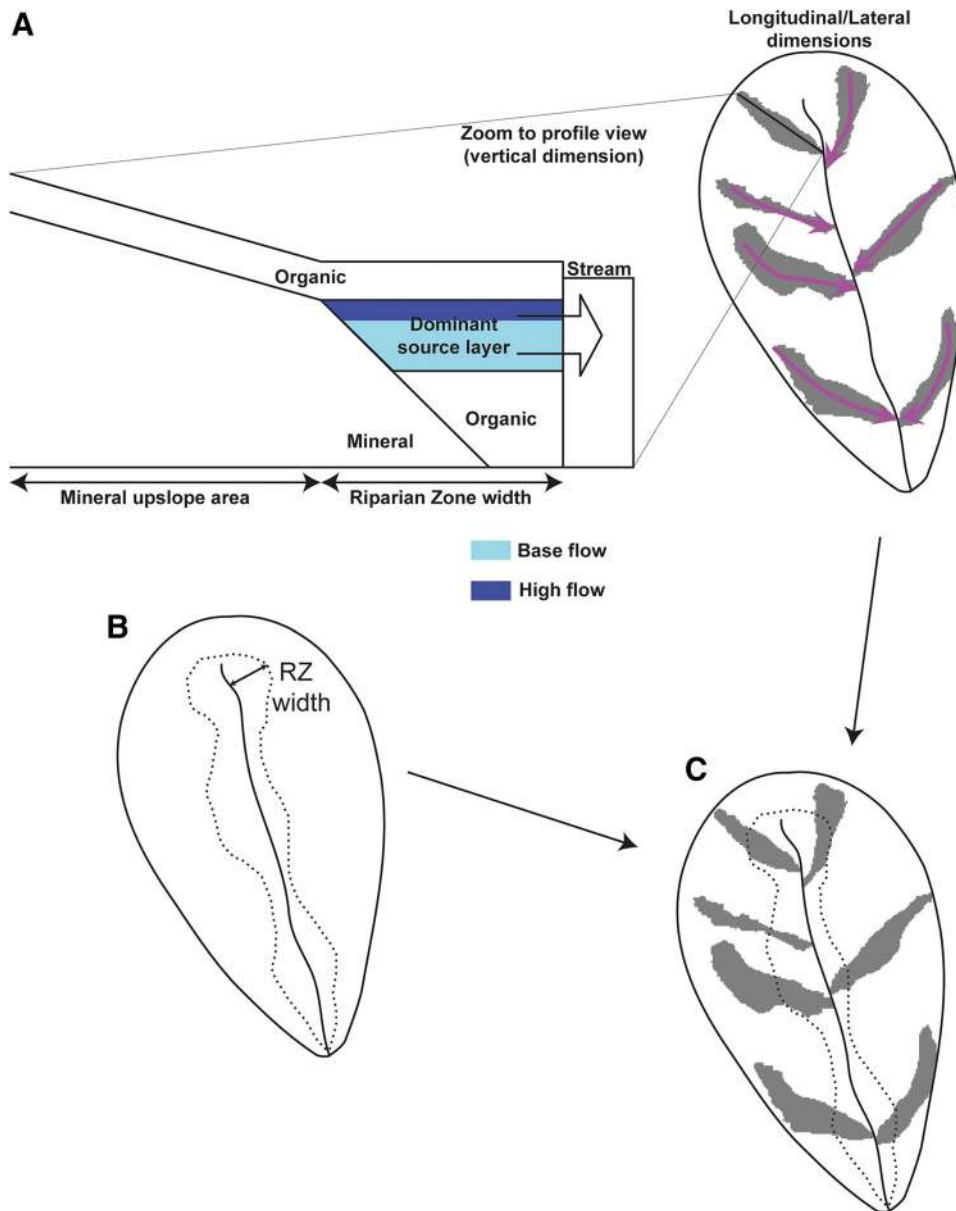 A
Longitudinal/Lateral
dimensions
Zoom to profile view
(vertical dimension)
Organic
Stream
Dominant
source layer
Organic
Mineral
Mineral upslope area
Riparian Zone width
Base flow
High flow
B
RZ
width
C